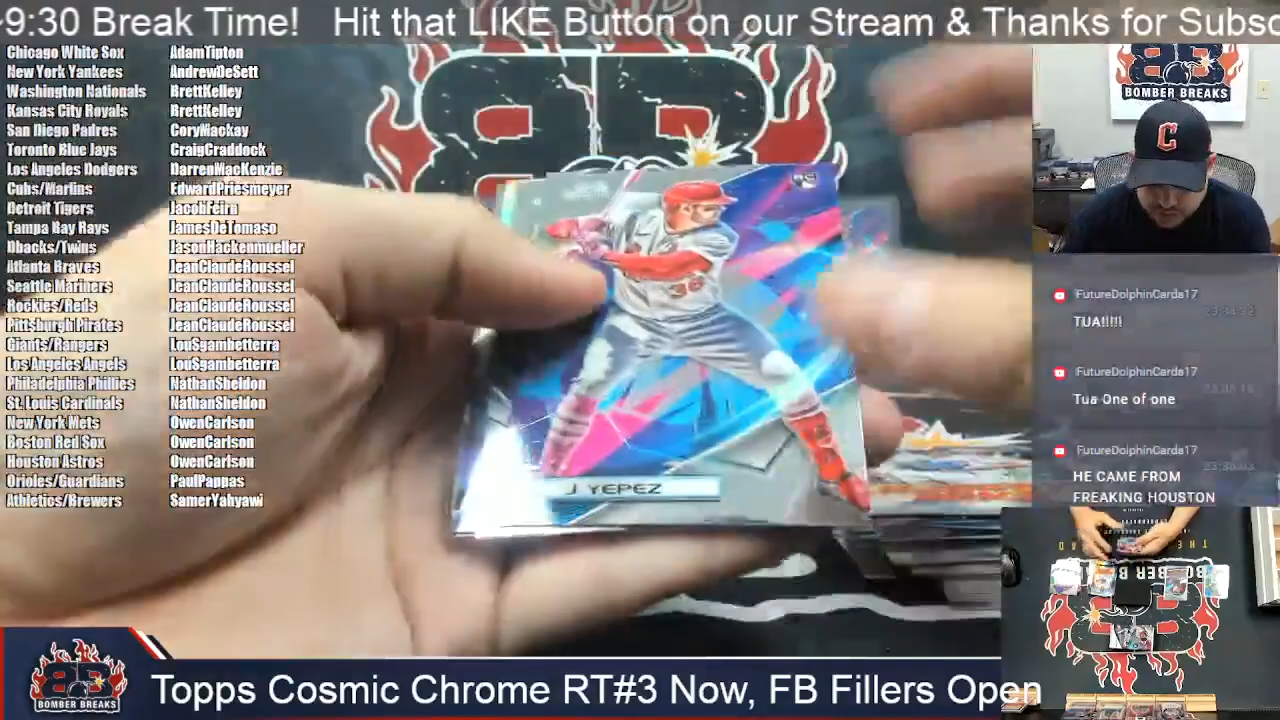 -9:30 Break Time! Hit that LIKE Button on our Stream & Thanks for Subsc
Chicago White Sox AdamTipton
New York Yankees AndrewDeSett
Washington Nationals BrettKelley
Kansas City Royals BrettKelley
San Diego Padres CoryMackay
Toronto Blue Jays CraigCraddock
Los Angeles Dodgers DarrenMacKenzie
Cubs/Marlins EdwardPriesmeyer
Detroit Tigers JacobFeirn
Tampa Bay Rays JamesDeTomaso
Dbacks/Twins JasonHackenmueller
Atlanta Braves JeanClaudeRoussel
Seattle Mariners JeanClaudeRoussel
Rockies/Reds JeanClaudeRoussel
Pittsburgh Pirates JeanClaudeRoussel
Giants/Rangers LouSgambetterra
Los Angeles Angels LouSgambetterra
Philadelphia Phillies NathanSheldon
St. Louis Cardinals NathanSheldon
New York Mets OwenCarlson
Boston Red Sox OwenCarlson
Houston Astros OwenCarlson
Orioles/Guardians PaulPappas
Athletics/Brewers SamerYahyawi
BB
RC
36
J YEPEZ
BOMBER BREAKS
C
FutureDolphinCards17
TUA!!!!!
FutureDolphinCards17
Tua One of one
FutureDolphinCards17
HE CAME FROM
FREAKING HOUSTON
BOMBER BREAKS
Topps Cosmic Chrome RT#3 Now, FB Fillers Open